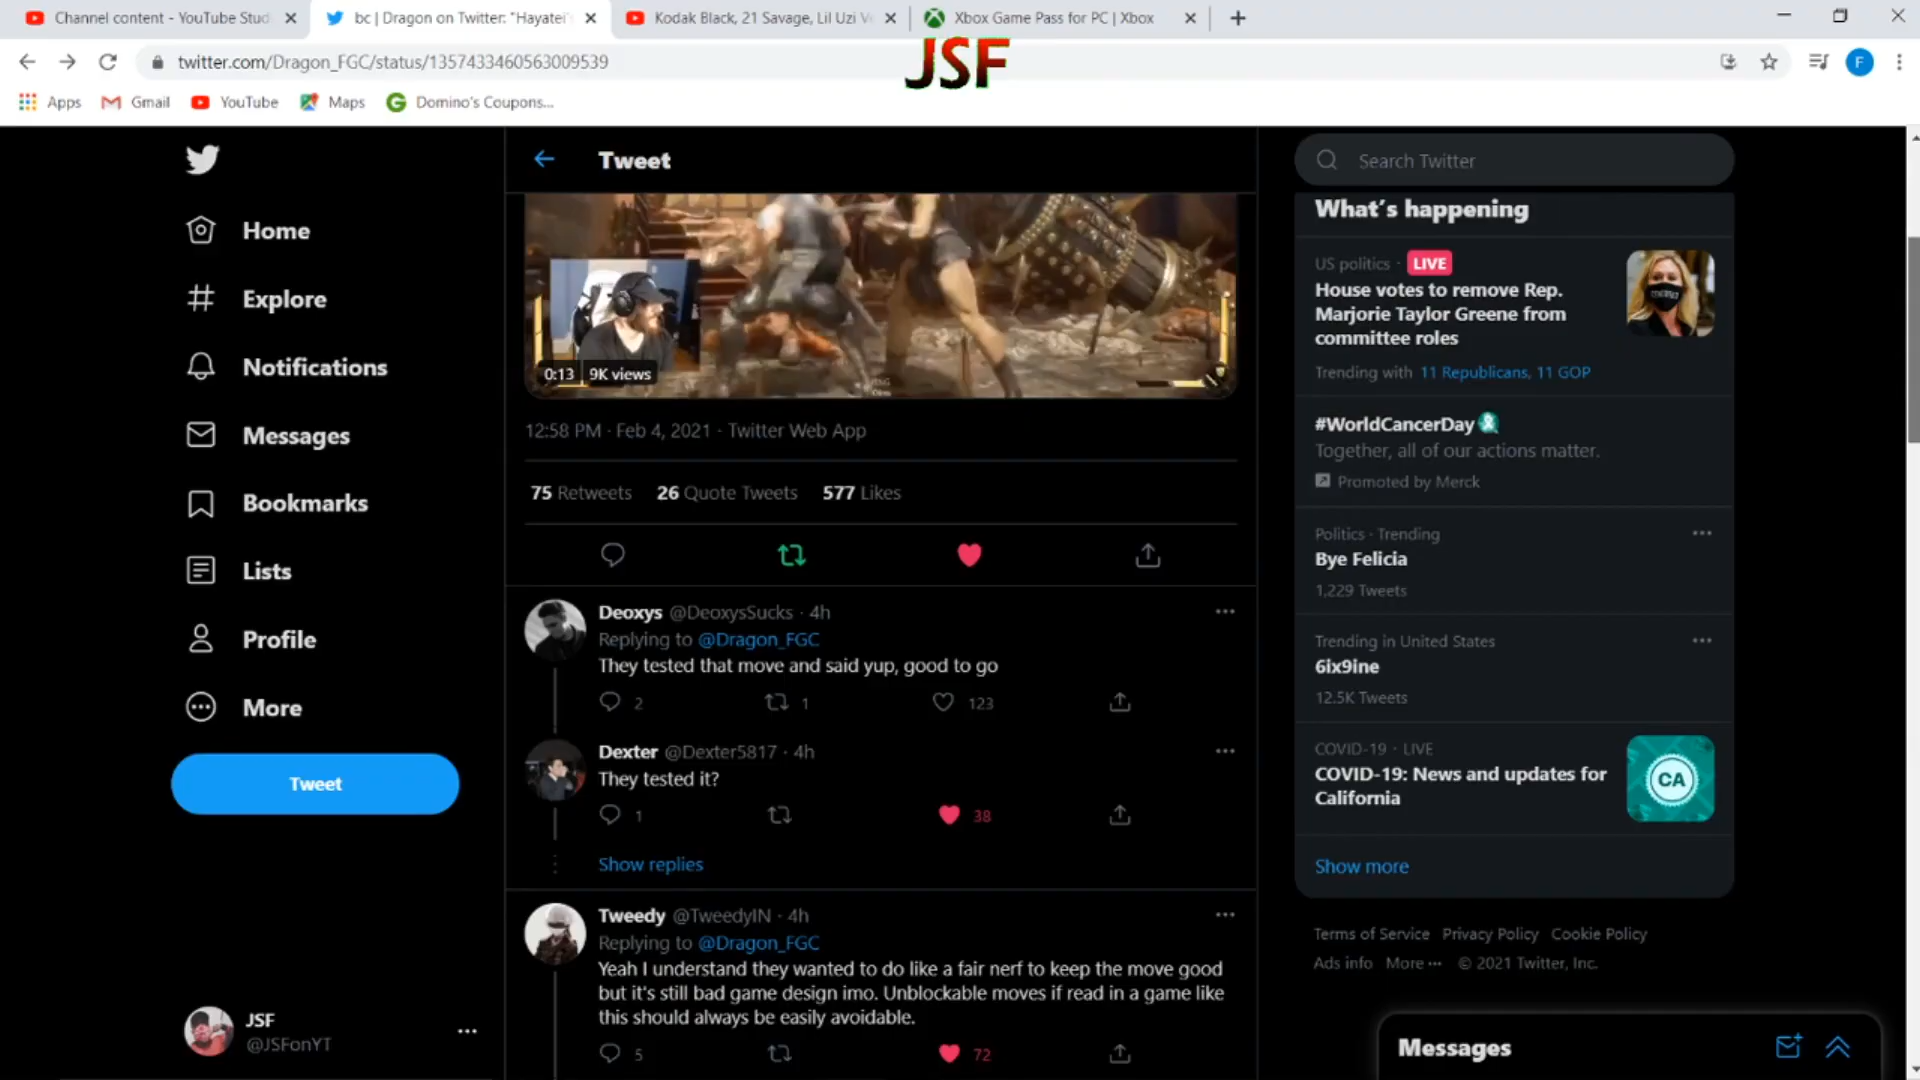 Channel content - YouTube Stud
bc | Dragon on Twitter: "Hayatei
Kodak Black, 21 Savage, Lil Uzi V
Xbox Game Pass for PC | Xbox
twitter.com/Dragon_FGC/status/1357433460563009539
JSF
F
Apps
Gmail
YouTube
Maps
Domino's Coupons...
Home
Explore
Notifications
Messages
Bookmarks
Lists
Profile
More
Tweet
JSF
@JSFonYT
Tweet
0:13
9K views
12:58 PM · Feb 4, 2021 · Twitter Web App
75 Retweets 26 Quote Tweets 577 Likes
Deoxys @DeoxysSucks · 4h
Replying to @Dragon_FGC
They tested that move and said yup, good to go
2 1 123
Dexter @Dexter5817 · 4h
They tested it?
1 38
Show replies
Tweedy @TweedyIN · 4h
Replying to @Dragon_FGC
Yeah I understand they wanted to do like a fair nerf to keep the move good
but it's still bad game design imo. Unblockable moves if read in a game like
this should always be easily avoidable.
5 72
Search Twitter
What's happening
US politics · LIVE
House votes to remove Rep.
Marjorie Taylor Greene from
committee roles
Trending with 11 Republicans, 11 GOP
#WorldCancerDay
Together, all of our actions matter.
Promoted by Merck
Politics · Trending
Bye Felicia
1,229 Tweets
Trending in United States
6ix9ine
12.5K Tweets
COVID-19 · LIVE
COVID-19: News and updates for
California
CA
Show more
Terms of Service Privacy Policy Cookie Policy
Ads info More ··· © 2021 Twitter, Inc.
Messages